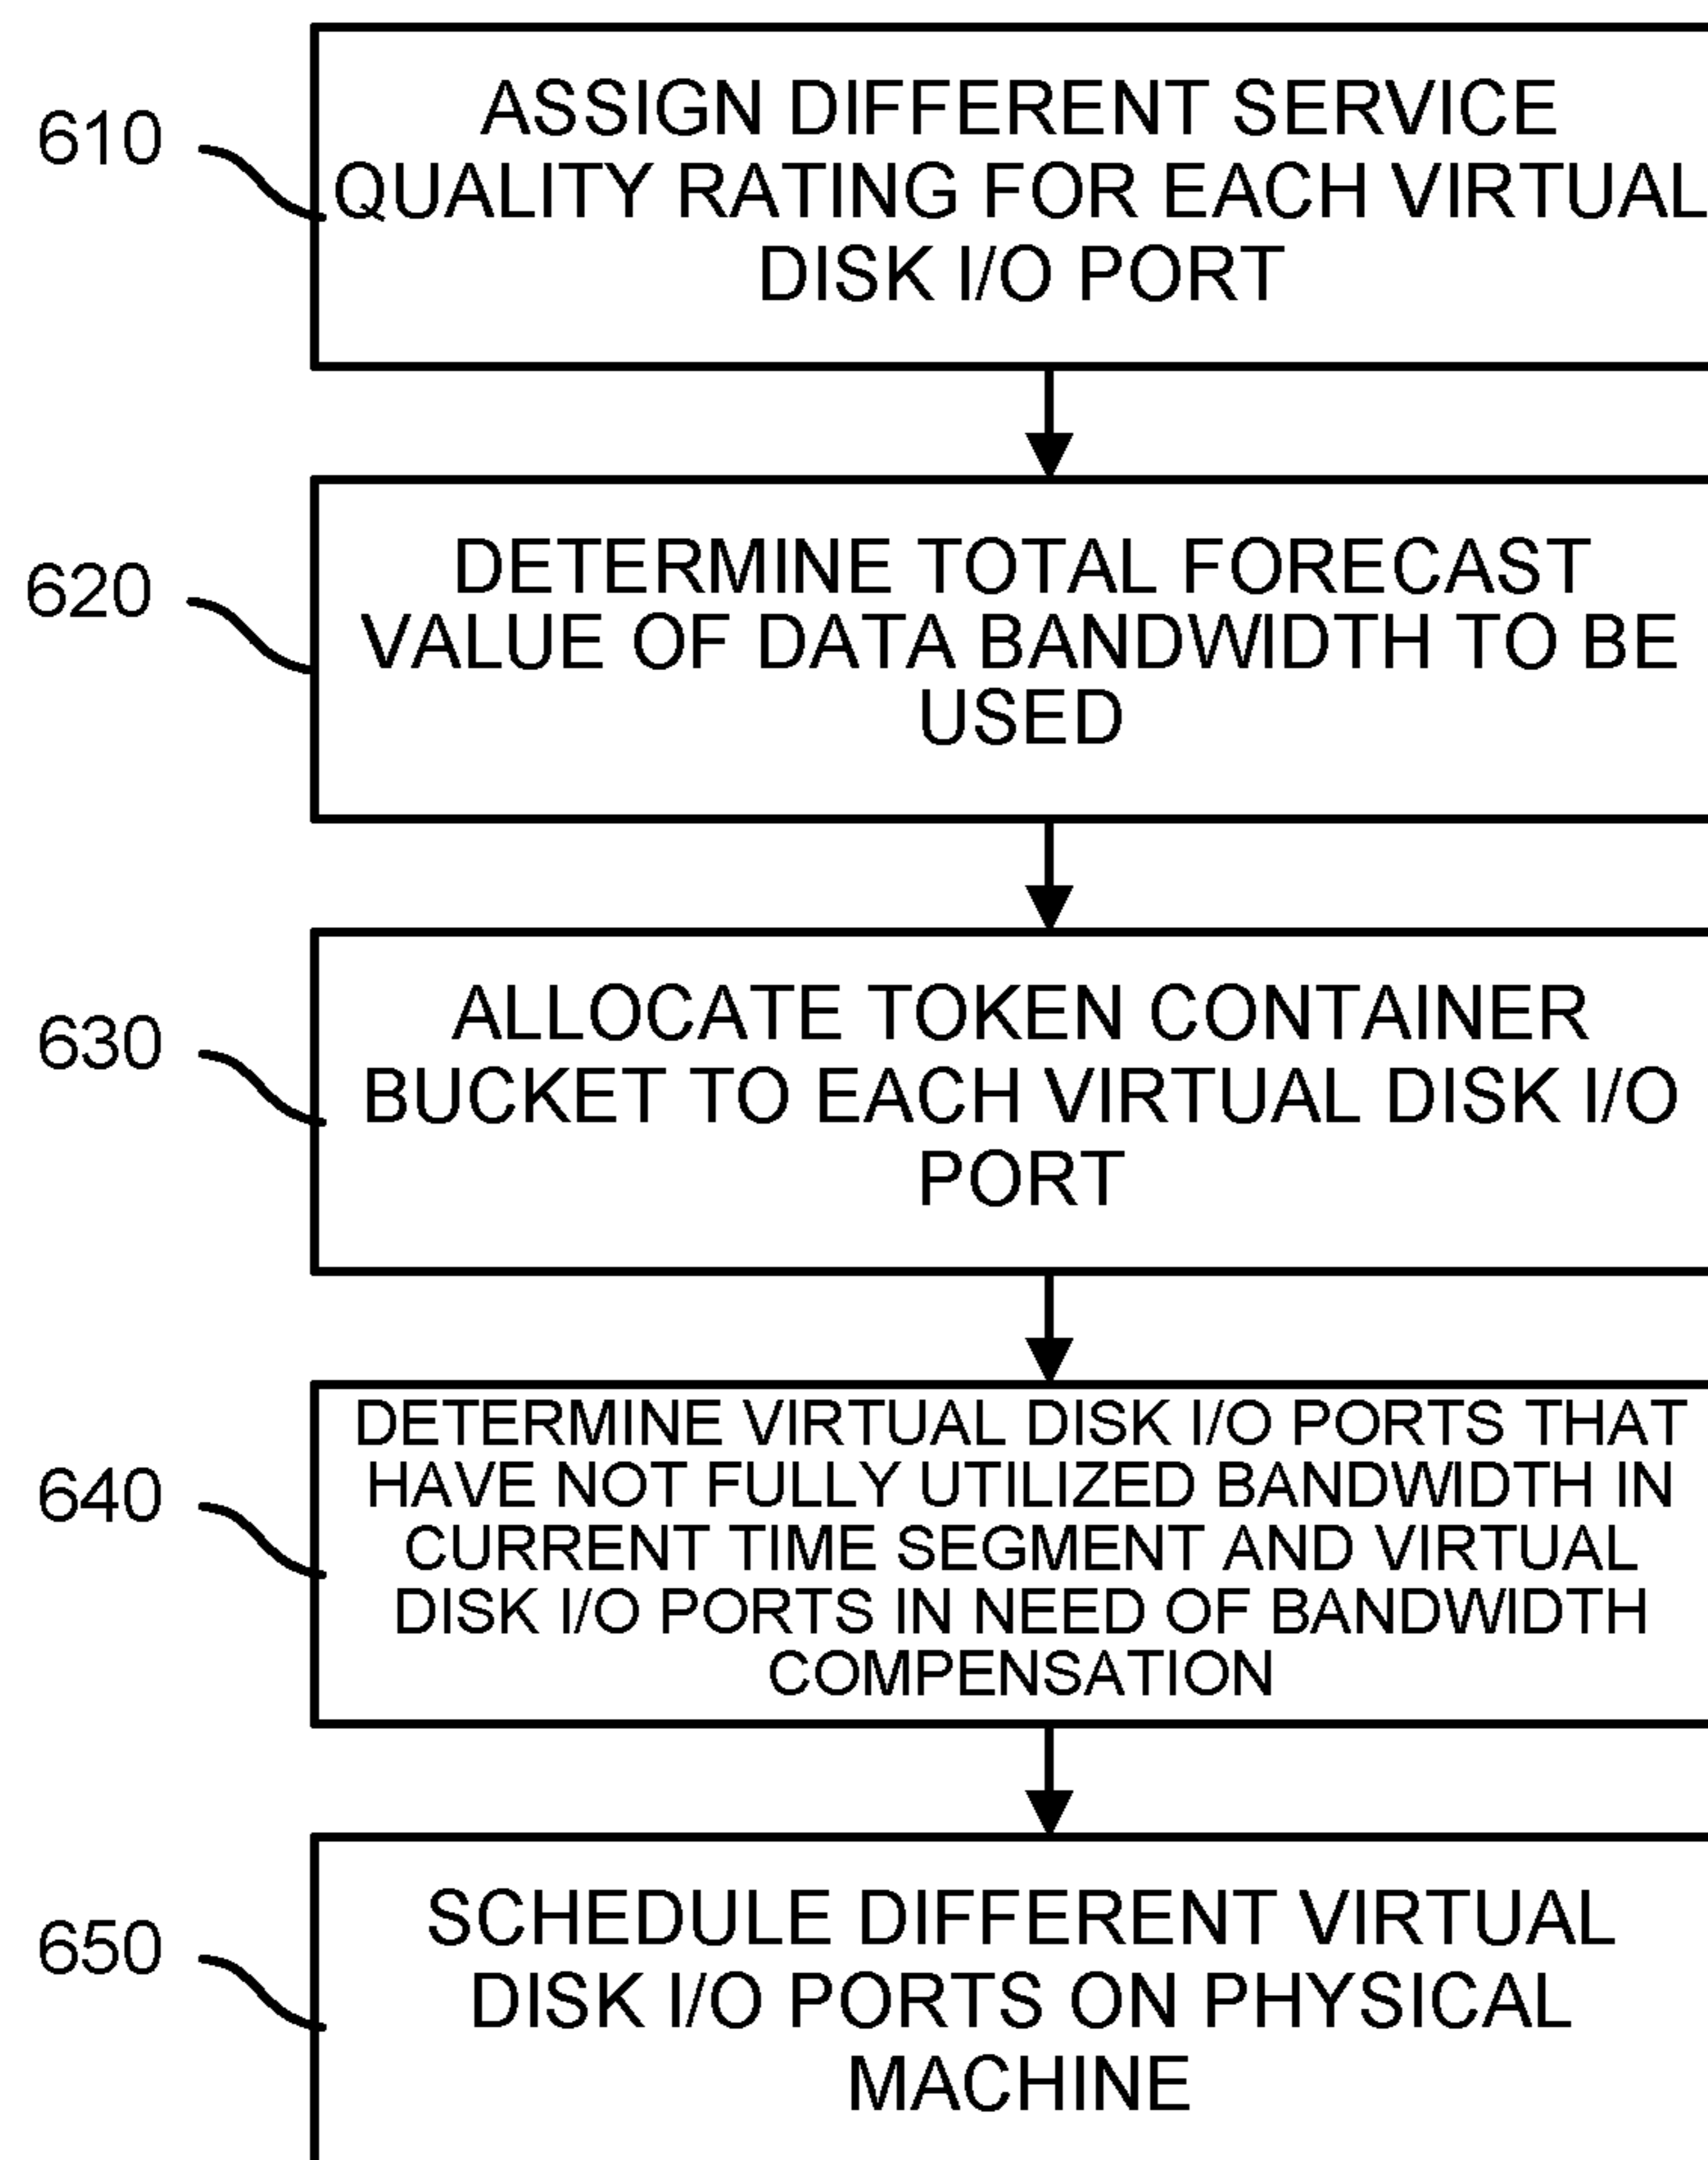 610
ASSIGN DIFFERENT SERVICE
QUALITY RATING FOR EACH VIRTUAL
DISK I/O PORT
620
DETERMINE TOTAL FORECAST
VALUE OF DATA BANDWIDTH TO BE
USED
630
ALLOCATE TOKEN CONTAINER
BUCKET TO EACH VIRTUAL DISK I/O
PORT
640
DETERMINE VIRTUAL DISK I/O PORTS THAT
HAVE NOT FULLY UTILIZED BANDWIDTH IN
CURRENT TIME SEGMENT AND VIRTUAL
DISK I/O PORTS IN NEED OF BANDWIDTH
COMPENSATION
650
SCHEDULE DIFFERENT VIRTUAL
DISK I/O PORTS ON PHYSICAL
MACHINE